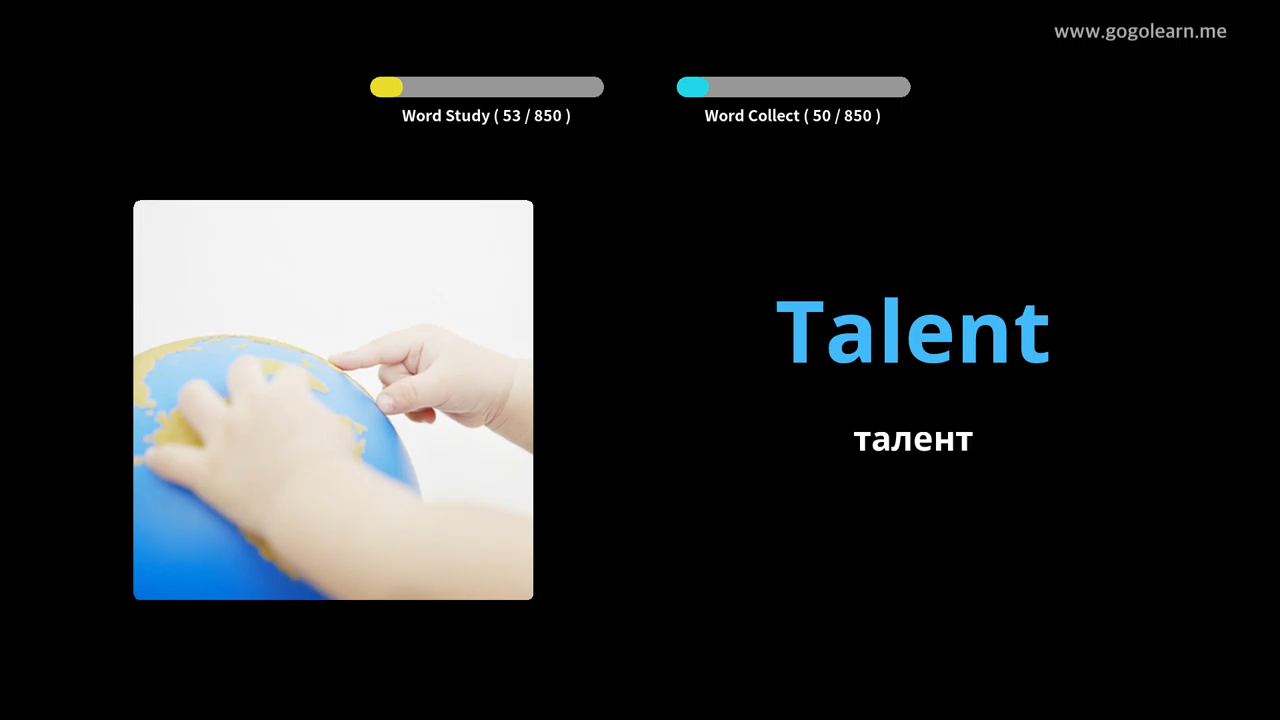 www.gogolearn.me
Word Study ( 53 / 850 )
Word Collect ( 50 / 850 )
Talent
талент